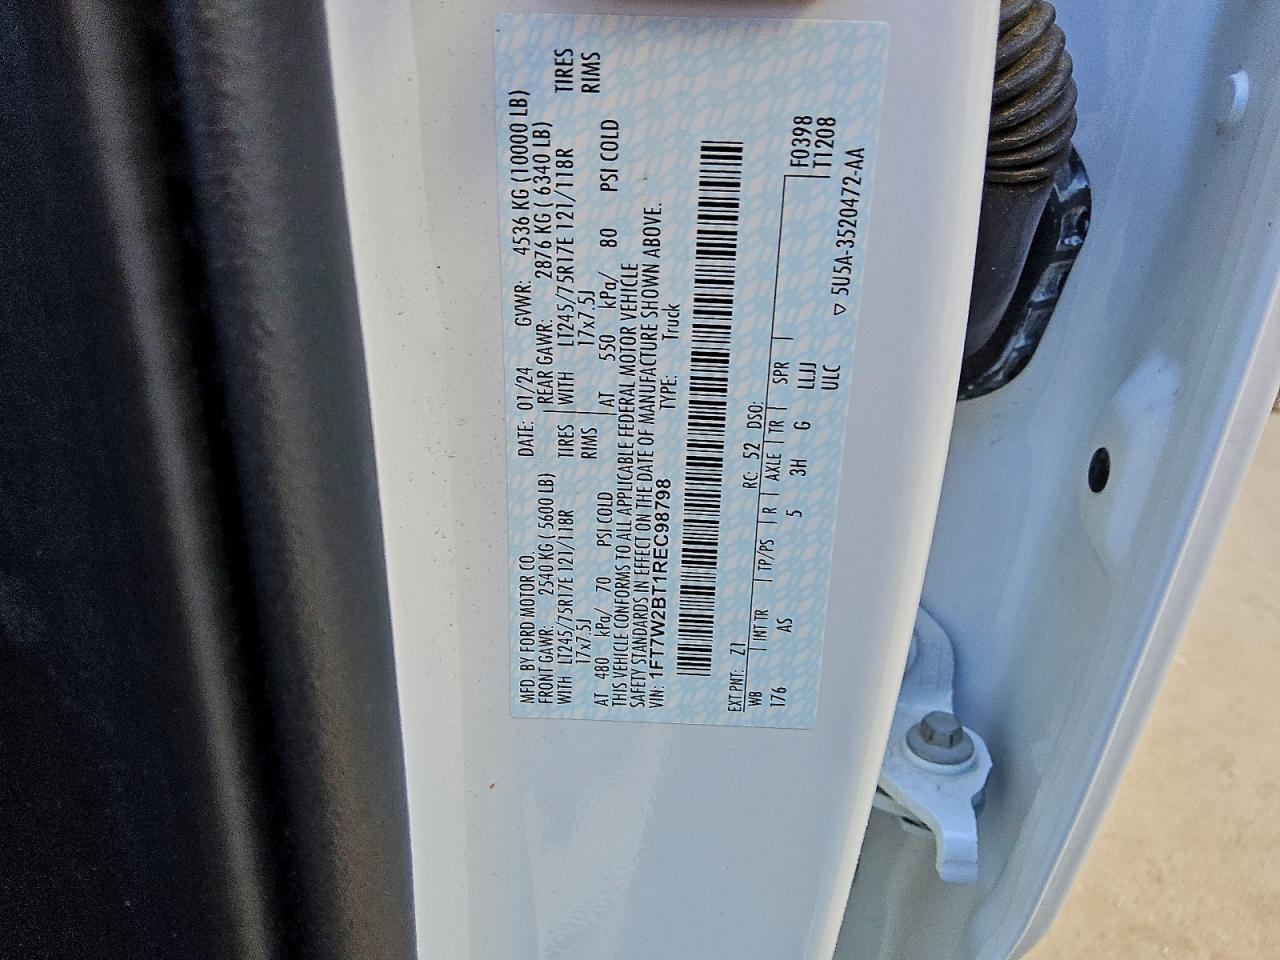 MFD. BY FORD MOTOR CO. DATE: 01/24 GVWR: 4536 KG (10000 LB)
FRONT GAWR: 2540 KG ( 5600 LB) REAR GAWR: 2876 KG ( 6340 LB)
WITH LT245/75R17E 121/118R TIRES WITH LT245/75R17E 121/118R TIRES
17x7.5J RIMS 17x7.5J RIMS
AT 480 kPa/ 70 PSI COLD AT 550 kPa/ 80 PSI COLD
THIS VEHICLE CONFORMS TO ALL APPLICABLE FEDERAL MOTOR VEHICLE
SAFETY STANDARDS IN EFFECT ON THE DATE OF MANUFACTURE SHOWN ABOVE.
VIN: 1FT7W2BT1REC98798 TYPE: Truck
EXT PNT: Z1 RC: 52 DSO:
WB INT TR TP/PS R AXLE TR SPR F0398
176 AS 5 3H G LLJJ T1208
ULC ▽ 5U5A-3520472-AA